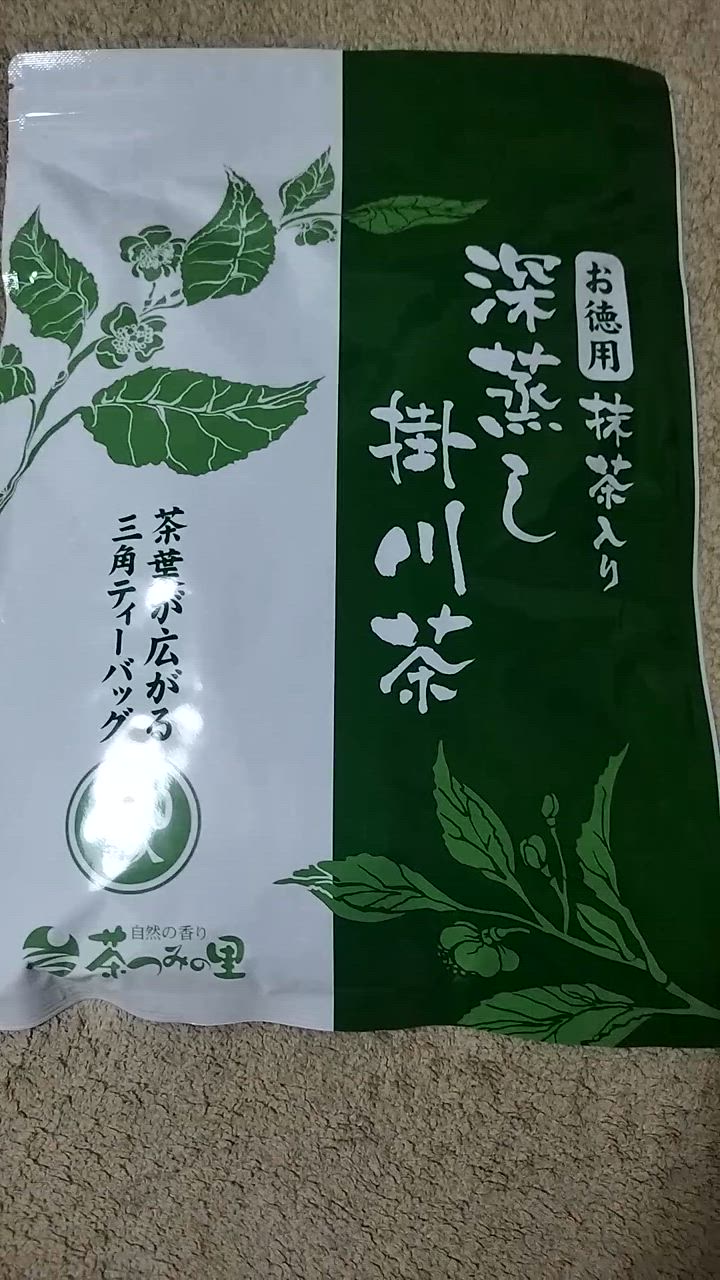 お徳用
抹茶入り
深蒸し
掛川茶
茶葉が広がる
三角ティーバッグ
自然の香り
茶つみの里